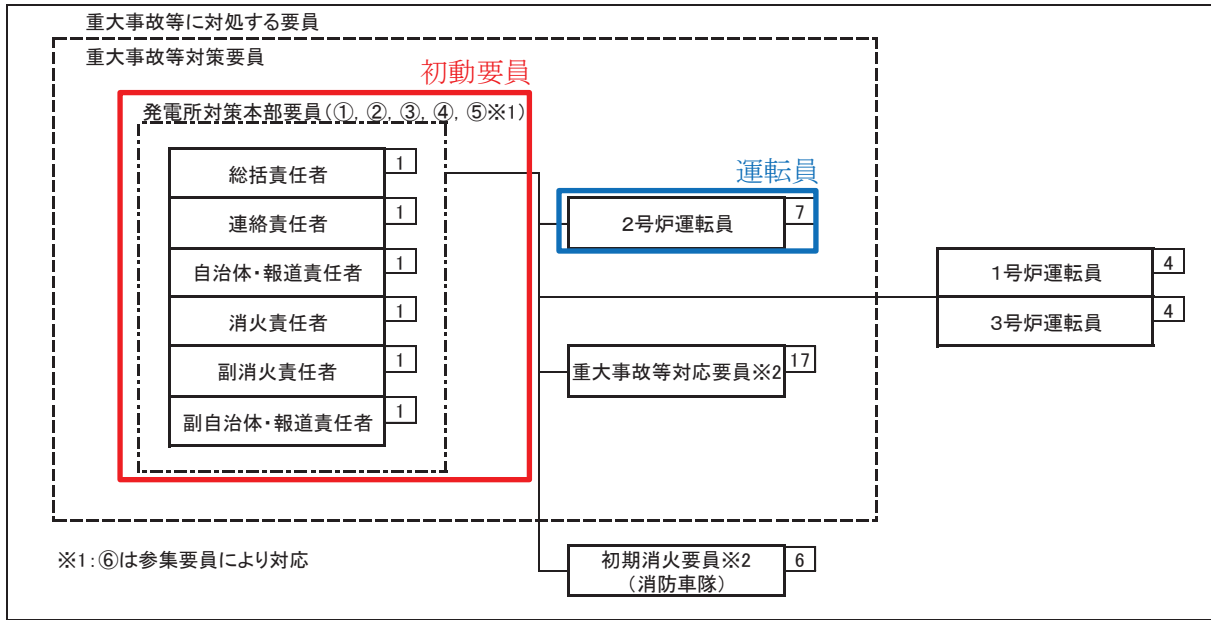 重大事故等に対処する要員
重大事故等対策要員
初動要員
発電所対策本部要員(①, ②, ③, ④, ⑤※1)
総括責任者 1
連絡責任者 1
自治体・報道責任者 1
消火責任者 1
副消火責任者 1
副自治体・報道責任者 1
運転員
2号炉運転員 7
1号炉運転員 4
3号炉運転員 4
重大事故等対応要員※2 17
初期消火要員※2 6
(消防車隊)
※1:⑥は参集要員により対応